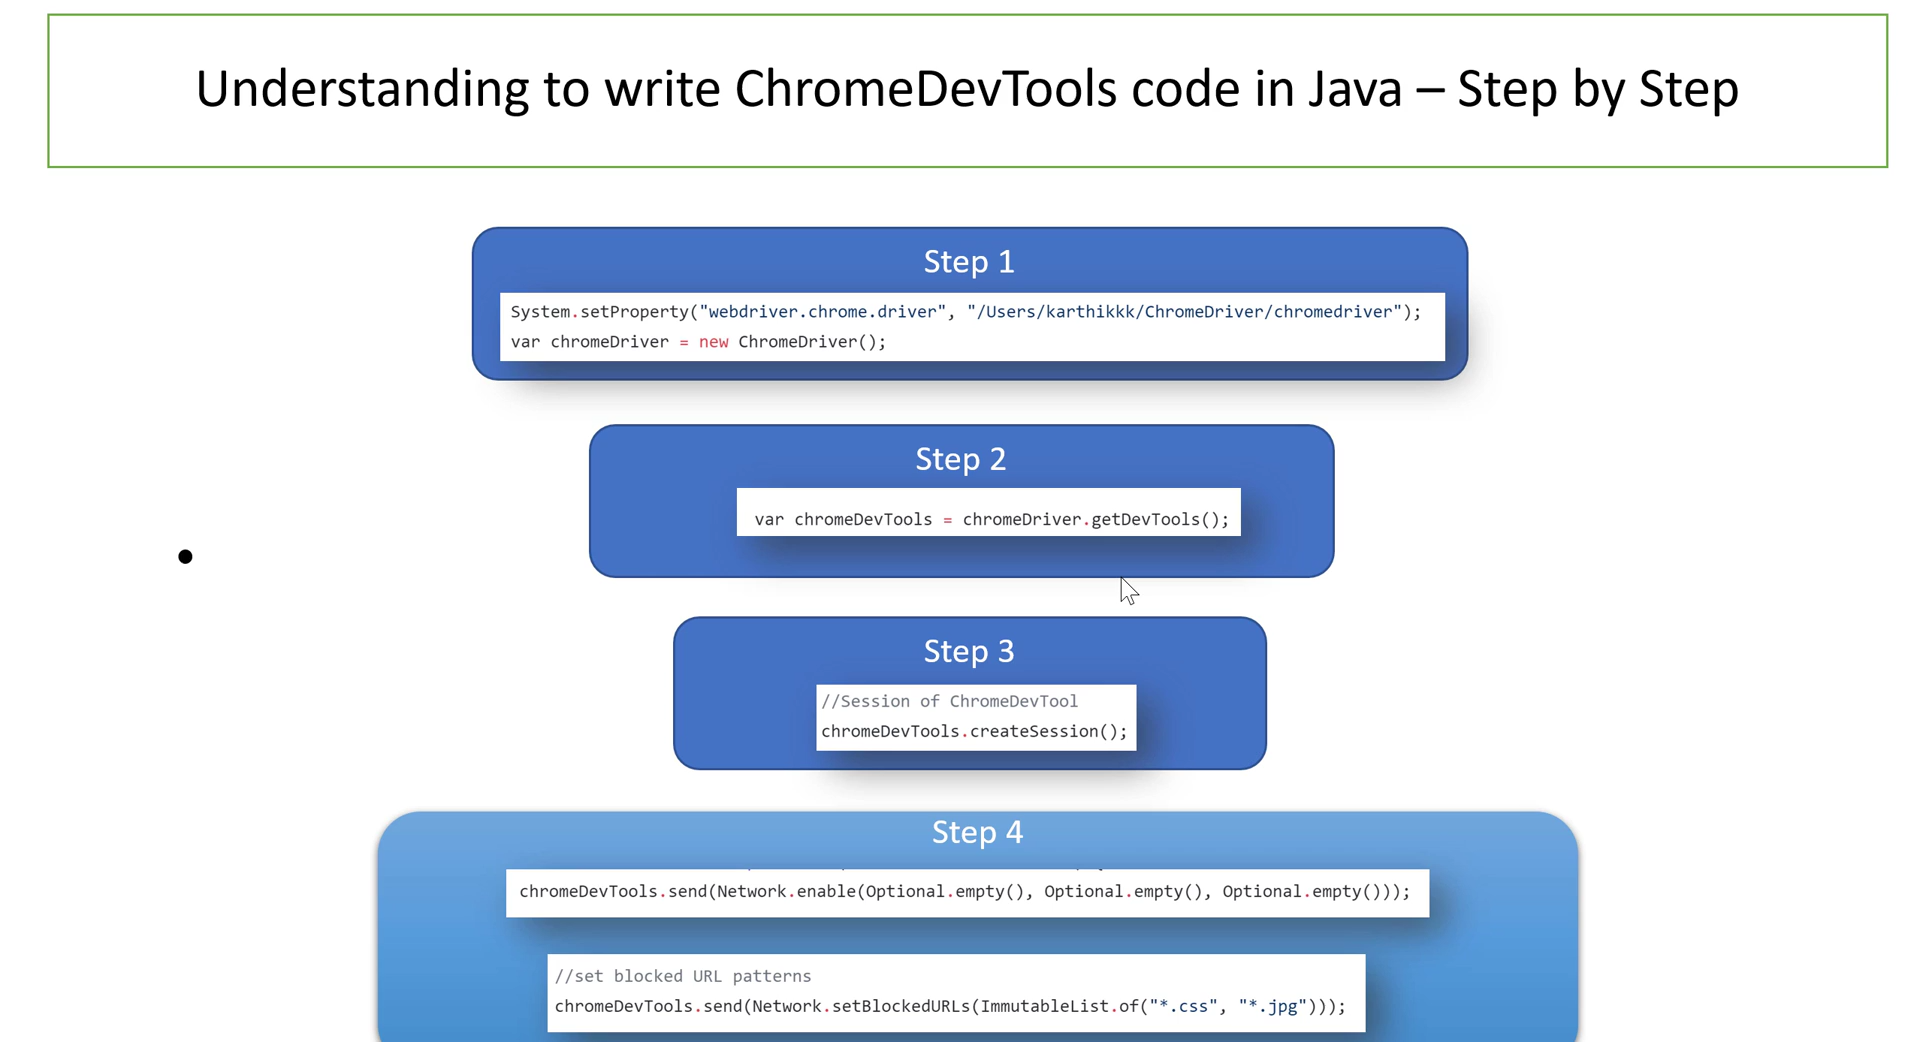 Understanding to write ChromeDevTools code in Java – Step by Step
Step 1
System.setProperty("webdriver.chrome.driver", "/Users/karthikkk/ChromeDriver/chromedriver");
var chromeDriver = new ChromeDriver();
Step 2
var chromeDevTools = chromeDriver.getDevTools();
Step 3
//Session of ChromeDevTool
chromeDevTools.createSession();
Step 4
chromeDevTools.send(Network.enable(Optional.empty(), Optional.empty(), Optional.empty()));
//set blocked URL patterns
chromeDevTools.send(Network.setBlockedURLs(ImmutableList.of("*.css", "*.jpg")));